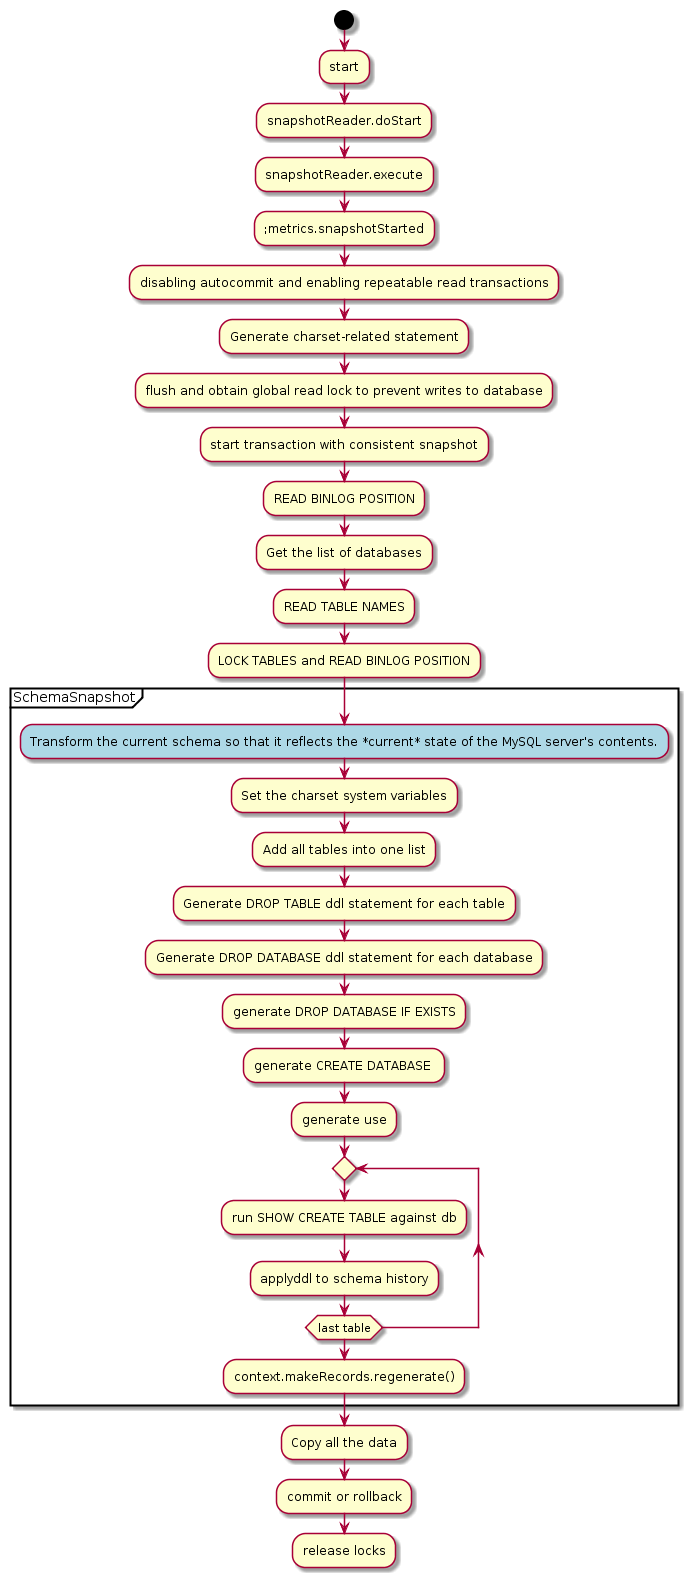 start
snapshotReader.doStart
snapshotReader.execute
;metrics.snapshotStarted
disabling autocommit and enabling repeatable read transactions
Generate charset-related statement
flush and obtain global read lock to prevent writes to database
start transaction with consistent snapshot
READ BINLOG POSITION
Get the list of databases
READ TABLE NAMES
LOCK TABLES and READ BINLOG POSITION
SchemaSnapshot
Transform the current schema so that it reflects the *current* state of the MySQL server's contents.
Set the charset system variables
Add all tables into one list
Generate DROP TABLE ddl statement for each table
Generate DROP DATABASE ddl statement for each database
generate DROP DATABASE IF EXISTS
generate CREATE DATABASE
generate use
run SHOW CREATE TABLE against db
applyddl to schema history
last table
context.makeRecords.regenerate()
Copy all the data
commit or rollback
release locks